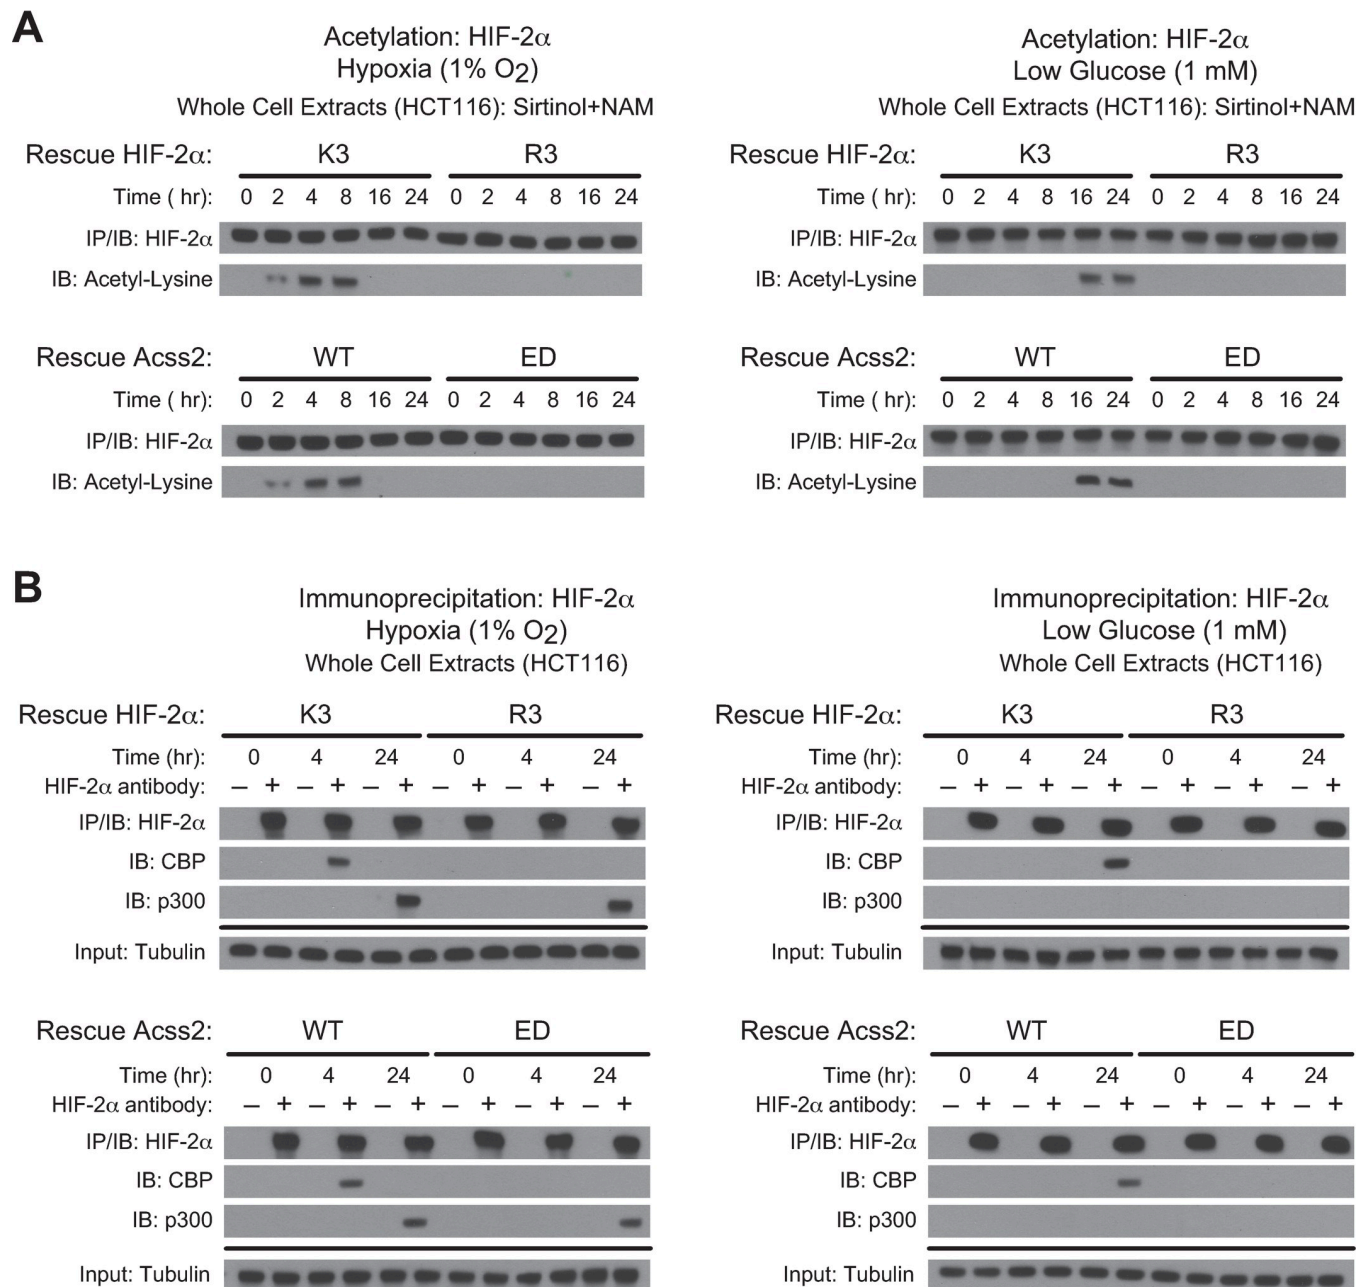 A
Acetylation: HIF-2α
Hypoxia (1% O2)
Whole Cell Extracts (HCT116): Sirtinol+NAM
Rescue HIF-2α: K3 R3
Time ( hr): 0 2 4 8 16 24 0 2 4 8 16 24
IP/IB: HIF-2α
IB: Acetyl-Lysine
Rescue Acss2: WT ED
Time ( hr): 0 2 4 8 16 24 0 2 4 8 16 24
IP/IB: HIF-2α
IB: Acetyl-Lysine
Acetylation: HIF-2α
Low Glucose (1 mM)
Whole Cell Extracts (HCT116): Sirtinol+NAM
Rescue HIF-2α: K3 R3
Time ( hr): 0 2 4 8 16 24 0 2 4 8 16 24
IP/IB: HIF-2α
IB: Acetyl-Lysine
Rescue Acss2: WT ED
Time ( hr): 0 2 4 8 16 24 0 2 4 8 16 24
IP/IB: HIF-2α
IB: Acetyl-Lysine
B
Immunoprecipitation: HIF-2α
Hypoxia (1% O2)
Whole Cell Extracts (HCT116)
Rescue HIF-2α: K3 R3
Time (hr): 0 4 24 0 4 24
HIF-2α antibody: – + – + – + – + – + – +
IP/IB: HIF-2α
IB: CBP
IB: p300
Input: Tubulin
Rescue Acss2: WT ED
Time (hr): 0 4 24 0 4 24
HIF-2α antibody: – + – + – + – + – + – +
IP/IB: HIF-2α
IB: CBP
IB: p300
Input: Tubulin
Immunoprecipitation: HIF-2α
Low Glucose (1 mM)
Whole Cell Extracts (HCT116)
Rescue HIF-2α: K3 R3
Time (hr): 0 4 24 0 4 24
HIF-2α antibody: – + – + – + – + – + – +
IP/IB: HIF-2α
IB: CBP
IB: p300
Input: Tubulin
Rescue Acss2: WT ED
Time (hr): 0 4 24 0 4 24
HIF-2α antibody: – + – + – + – + – + – +
IP/IB: HIF-2α
IB: CBP
IB: p300
Input: Tubulin